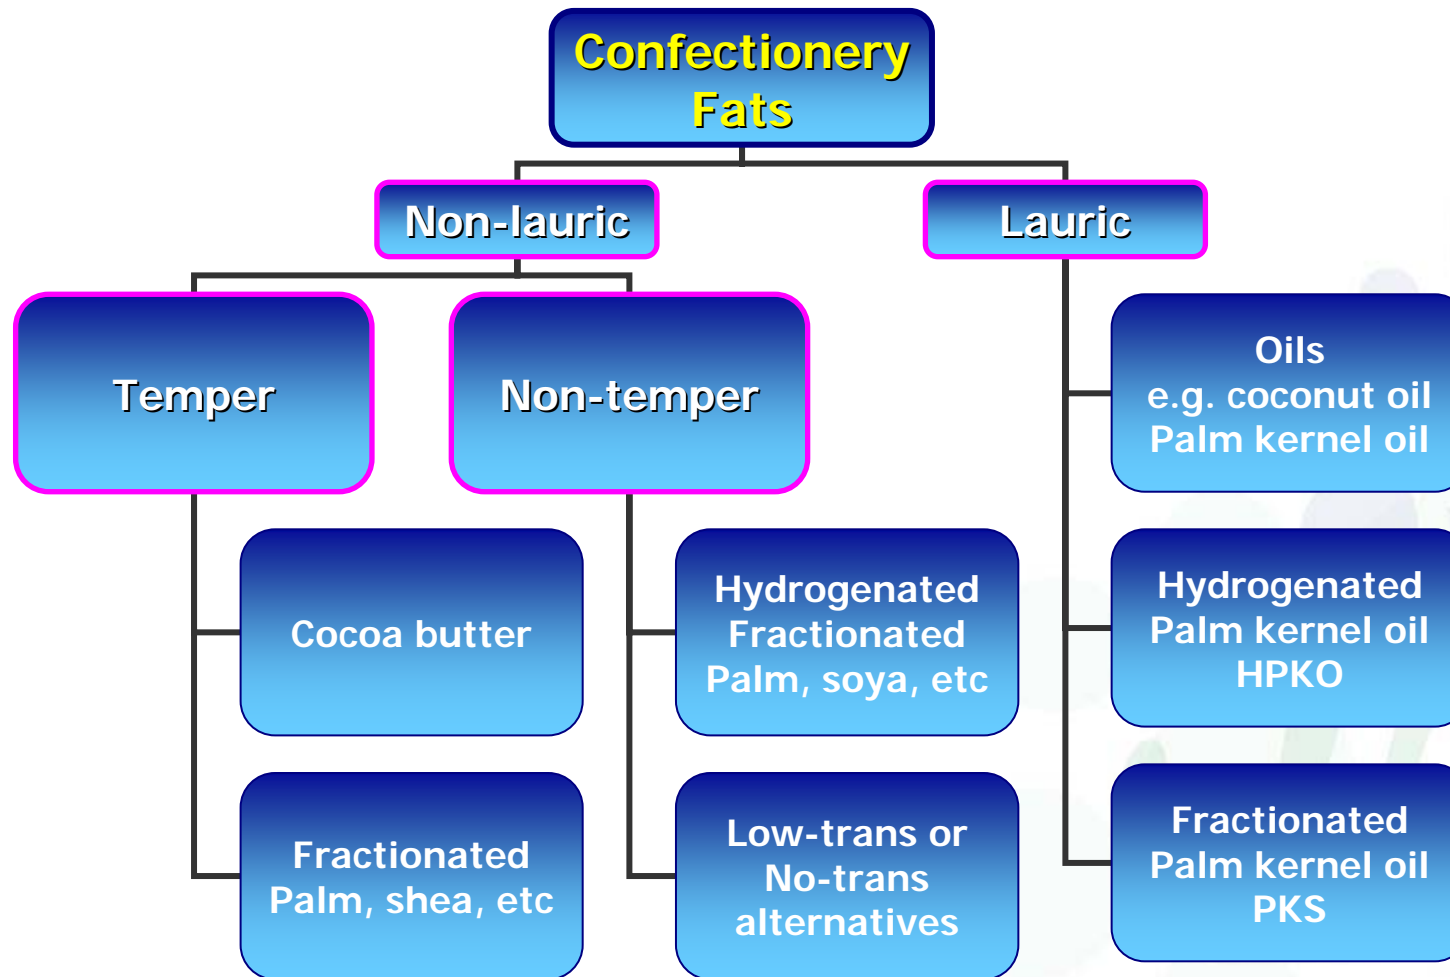 Confectionery
Fats
Non-lauric
Lauric
Temper
Non-temper
Oils
e.g. coconut oil
Palm kernel oil
Cocoa butter
Hydrogenated
Fractionated
Palm, soya, etc
Hydrogenated
Palm kernel oil
HPKO
Fractionated
Palm, shea, etc
Low-trans or
No-trans
alternatives
Fractionated
Palm kernel oil
PKS